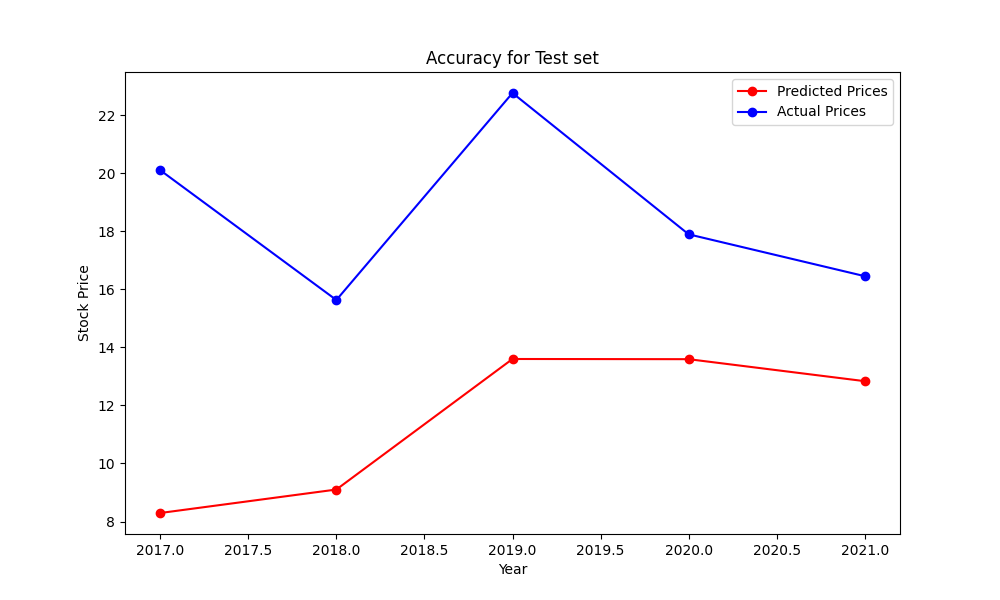 Accuracy for Test set
Predicted Prices
Actual Prices
Stock Price
22
20
18
16
14
12
10
8
2017.0 2017.5 2018.0 2018.5 2019.0 2019.5 2020.0 2020.5 2021.0
Year